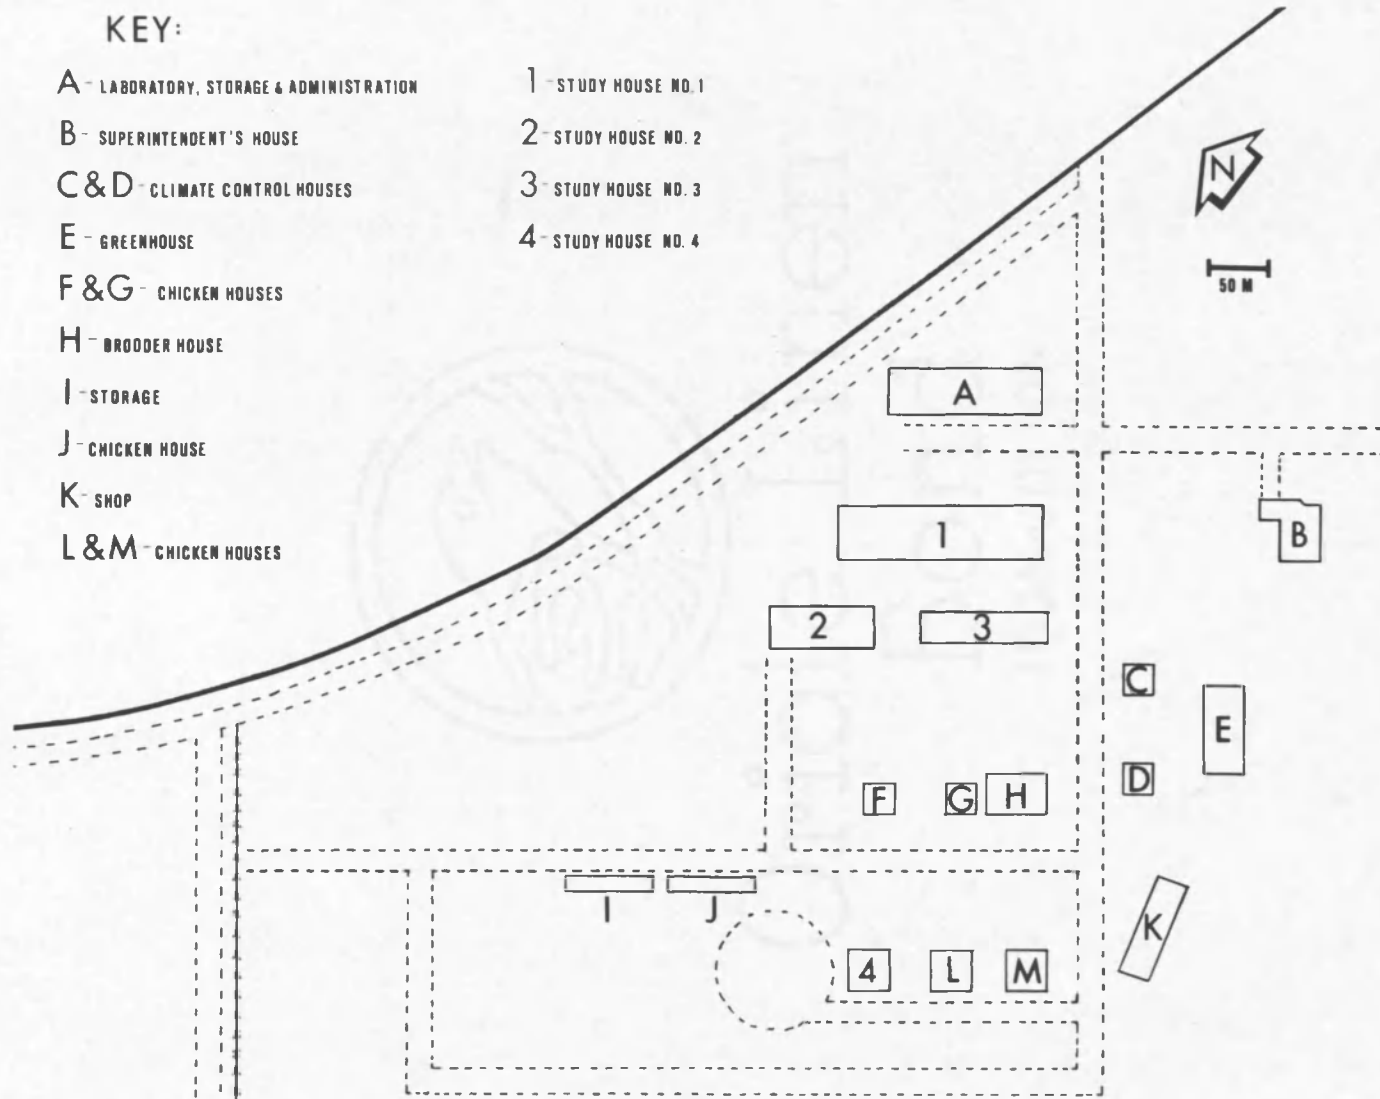 KEY:
A - LABORATORY, STORAGE & ADMINISTRATION
B - SUPERINTENDENT'S HOUSE
C & D - CLIMATE CONTROL HOUSES
E - GREENHOUSE
F & G - CHICKEN HOUSES
H - BROODER HOUSE
I - STORAGE
J - CHICKEN HOUSE
K - SHOP
L & M - CHICKEN HOUSES
1 - STUDY HOUSE NO. 1
2 - STUDY HOUSE NO. 2
3 - STUDY HOUSE NO. 3
4 - STUDY HOUSE NO. 4
N
50 M
A
1
B
2
3
C
E
D
F
G
H
I
J
K
4
L
M